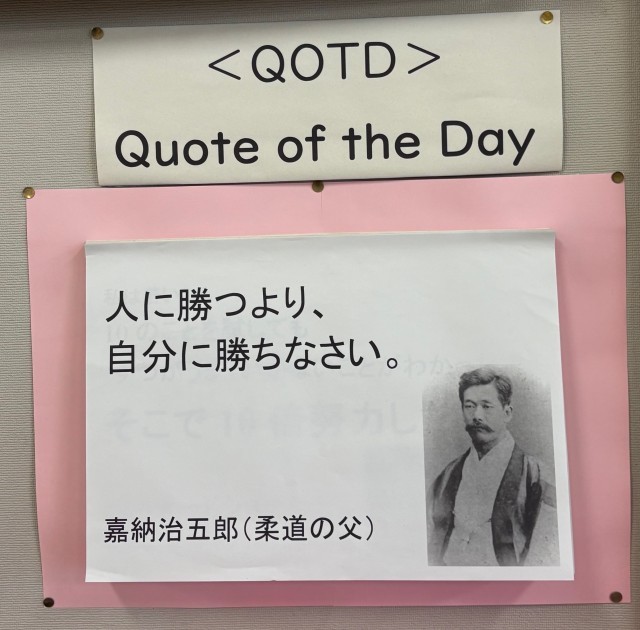 ＜QOTD＞
Quote of the Day
人に勝つより、
自分に勝ちなさい。
嘉納治五郎（柔道の父）